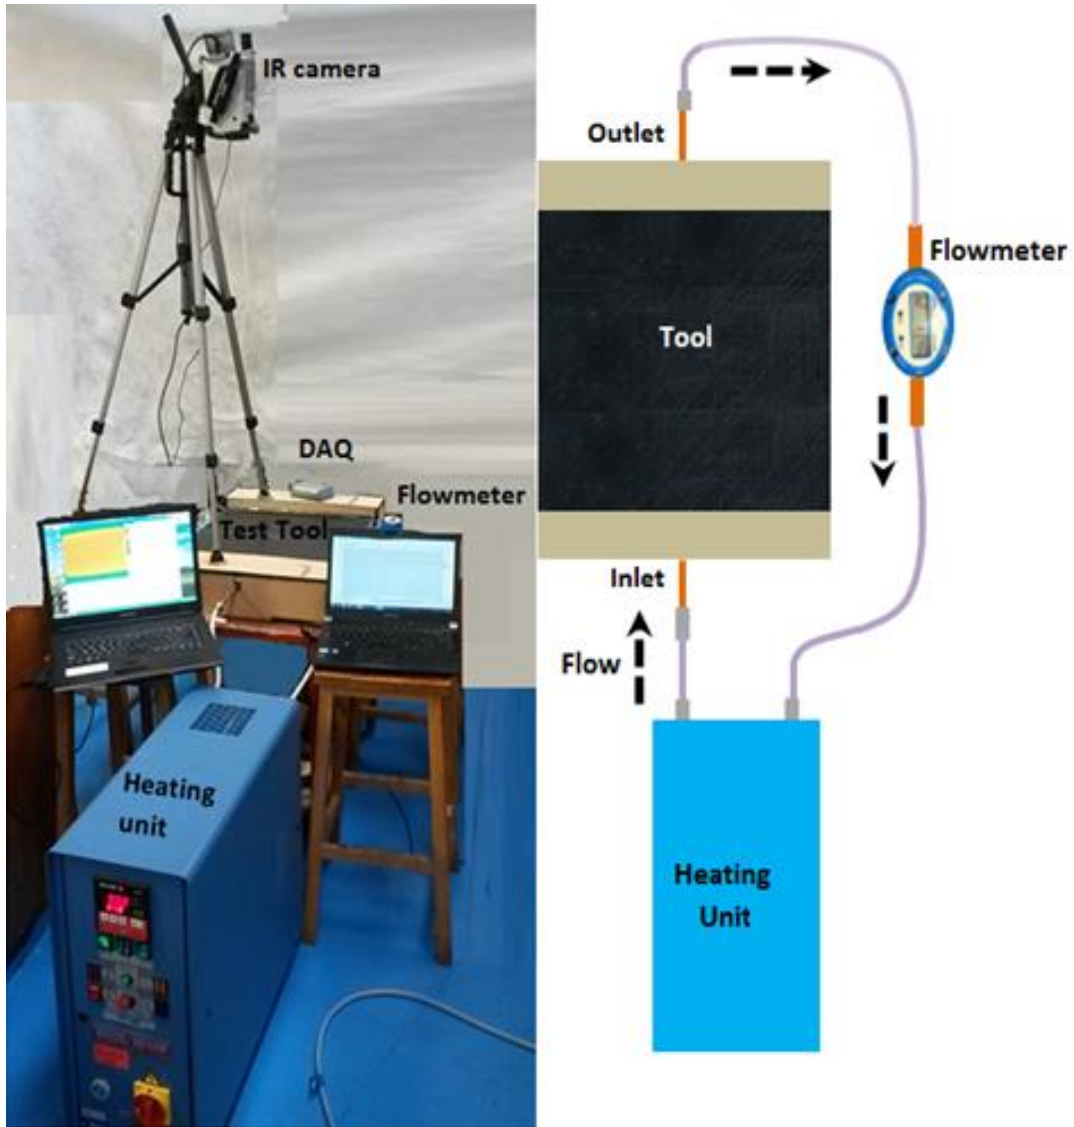 IR camera
DAQ
Flowmeter
Test Tool
Heating
unit
Outlet
Flowmeter
Tool
Inlet
Flow
Heating
Unit